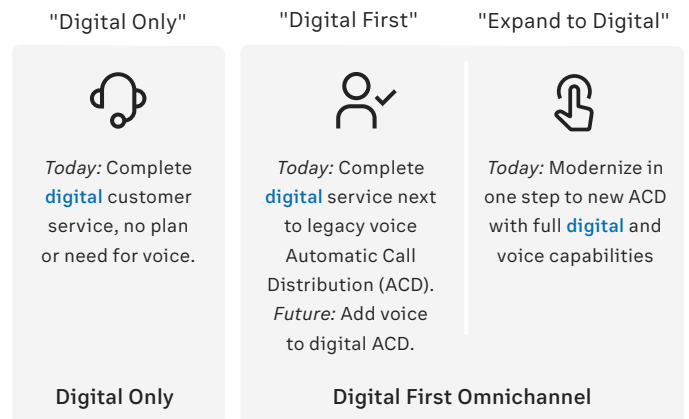 "Digital Only"
Today: Complete
digital customer
service, no plan
or need for voice.
Digital Only
"Digital First"
Today: Complete
digital service next
to legacy voice
Automatic Call
Distribution (ACD).
Future: Add voice
to digital ACD.
"Expand to Digital"
Today: Modernize in
one step to new ACD
with full digital and
voice capabilities
Digital First Omnichannel